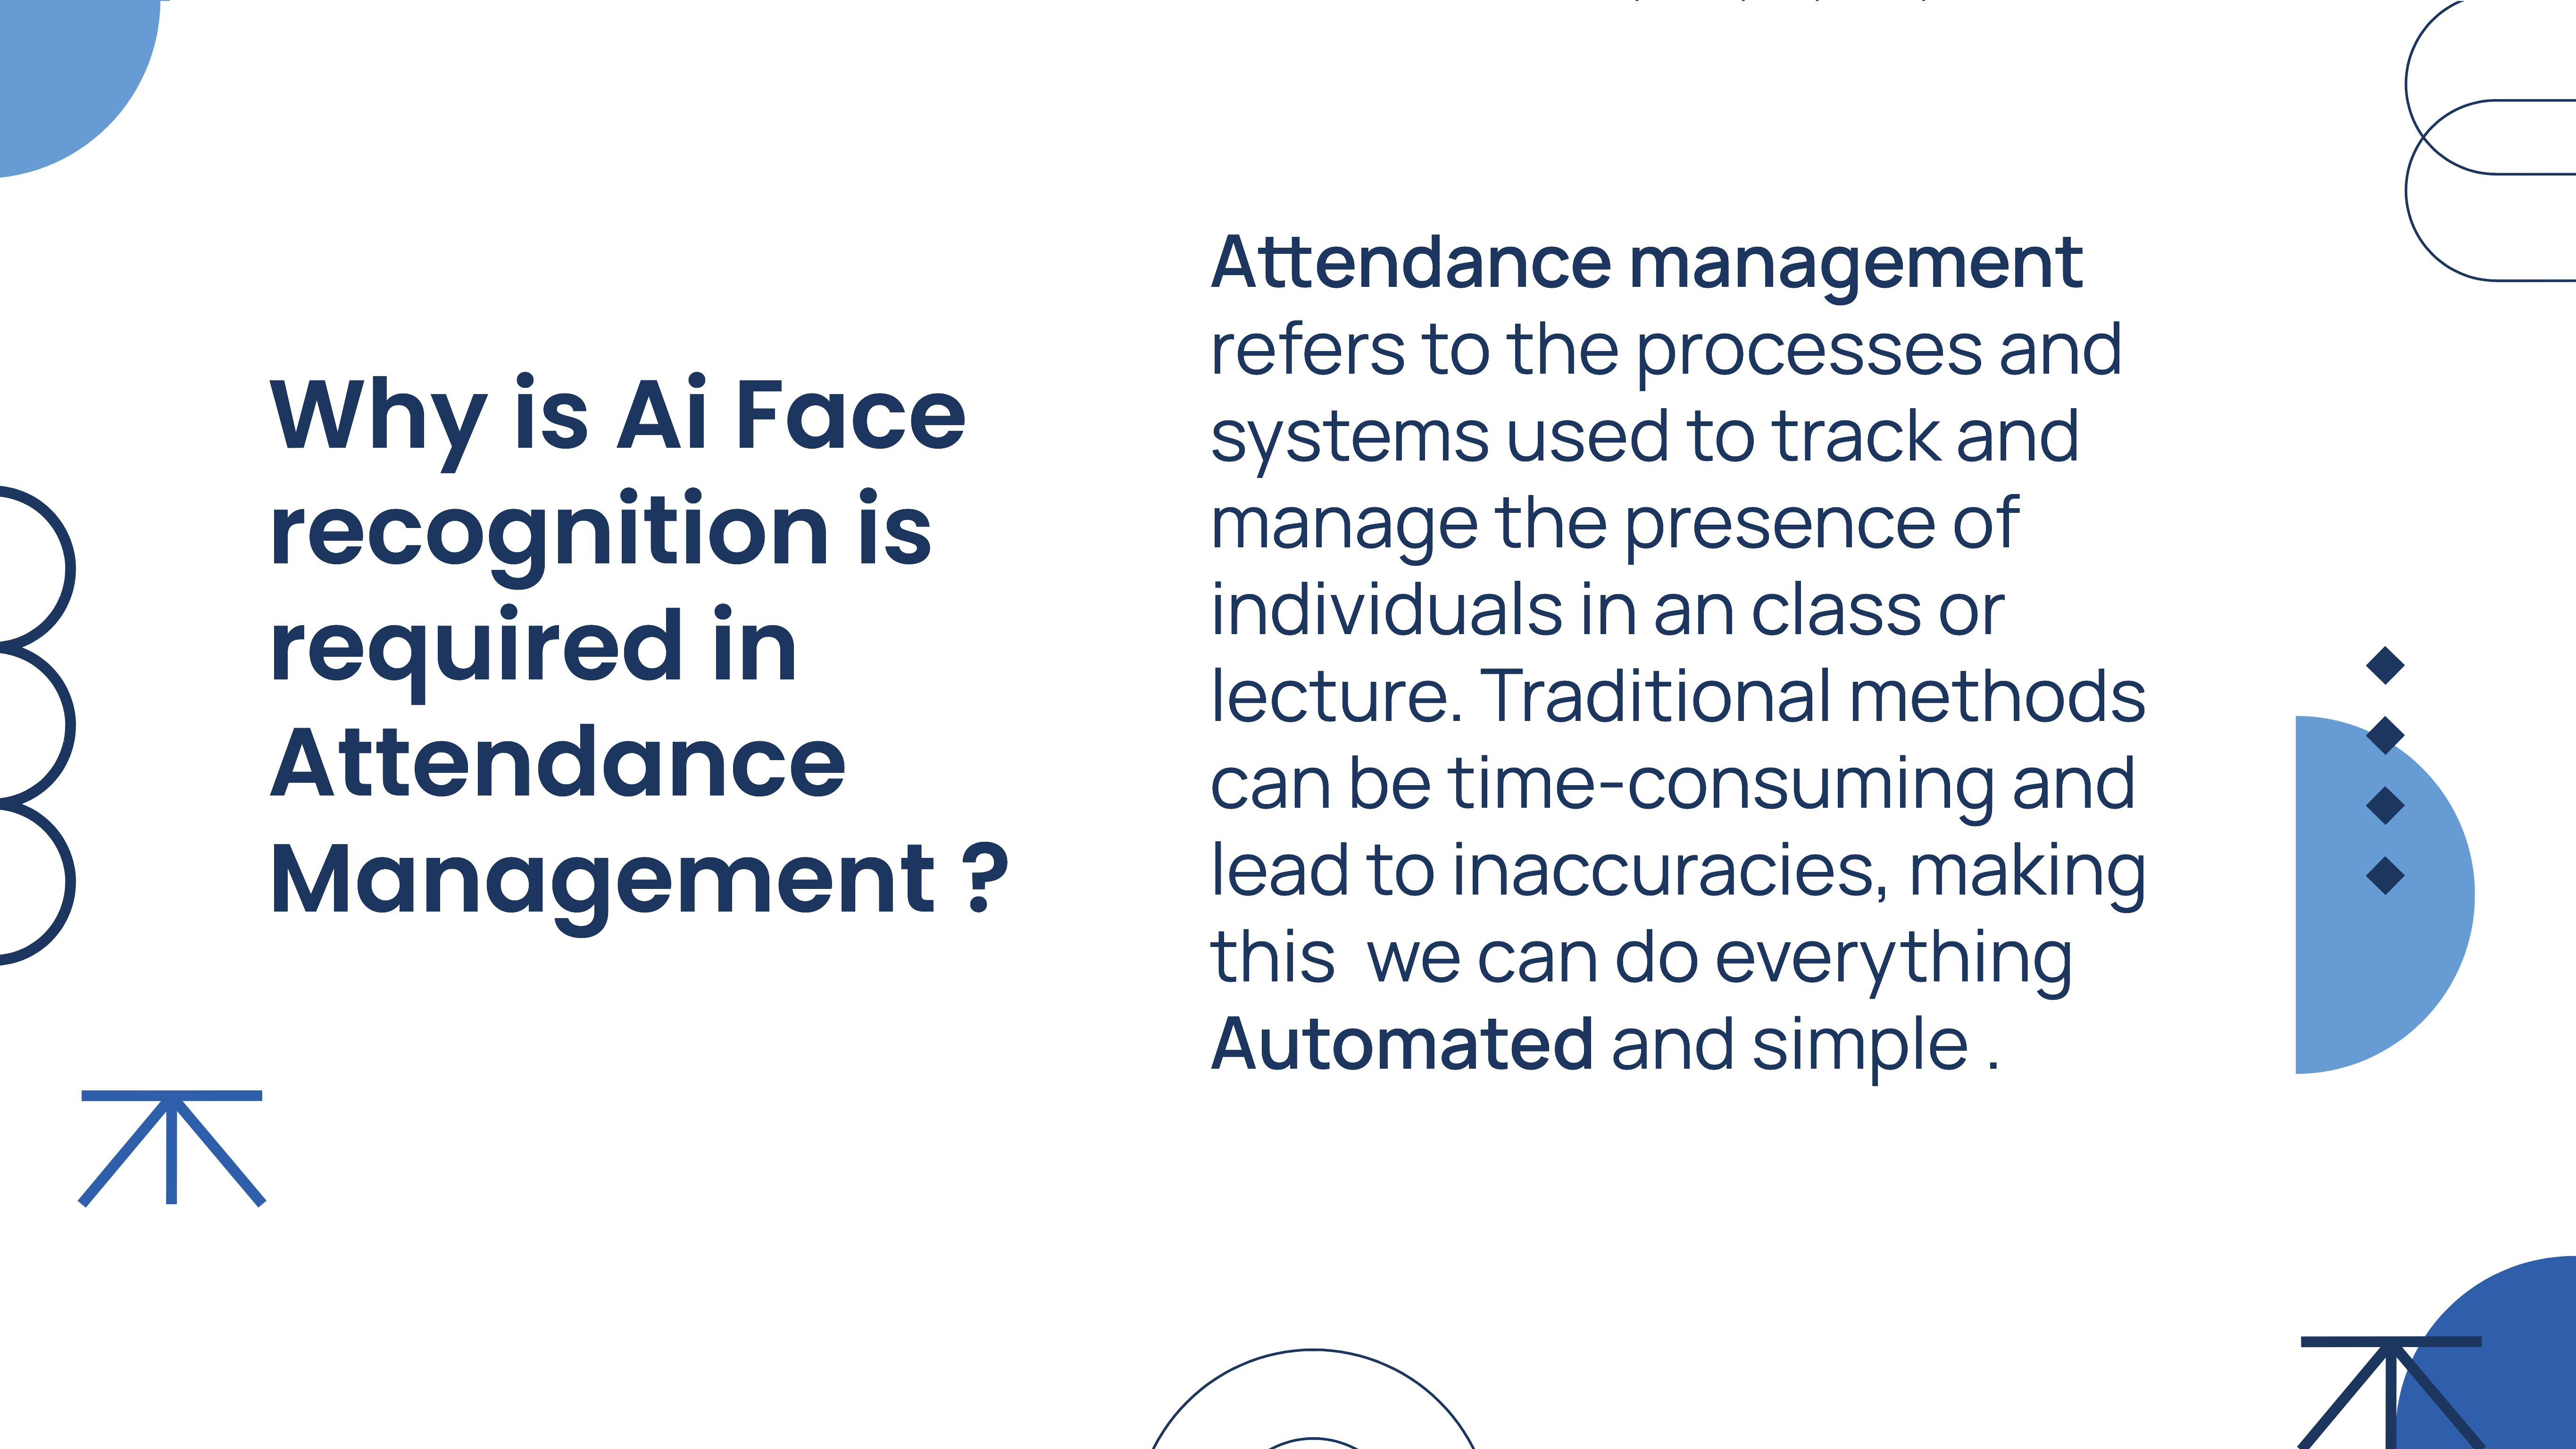 Why is Ai Face
recognition is
required in
Attendance
Management ?
Attendance management
refers to the processes and
systems used to track and
manage the presence of
individuals in an class or
lecture. Traditional methods
can be time-consuming and
lead to inaccuracies, making
this  we can do everything
Automated and simple .